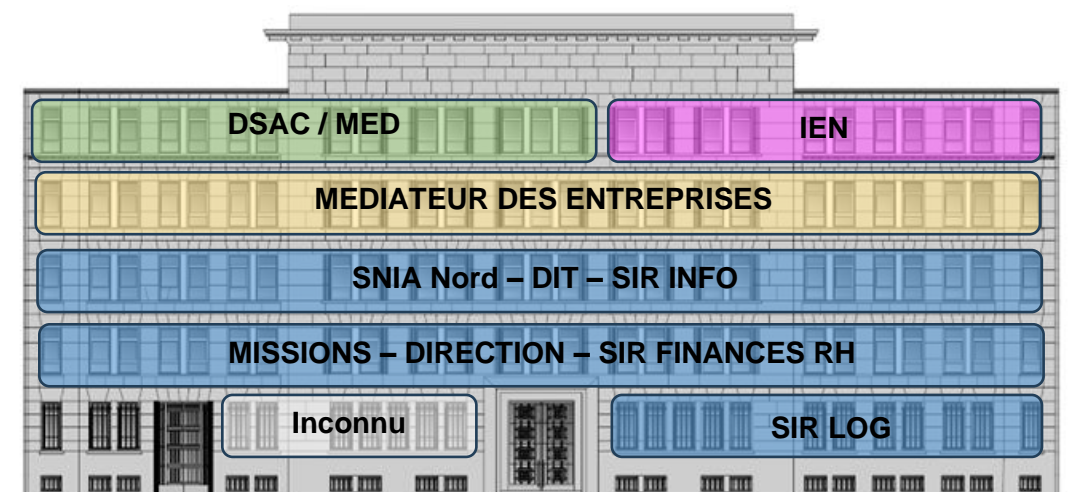 DSAC / MED
IEN
MEDIATEUR DES ENTREPRISES
SNIA Nord – DIT – SIR INFO
MISSIONS – DIRECTION – SIR FINANCES RH
Inconnu
SIR LOG